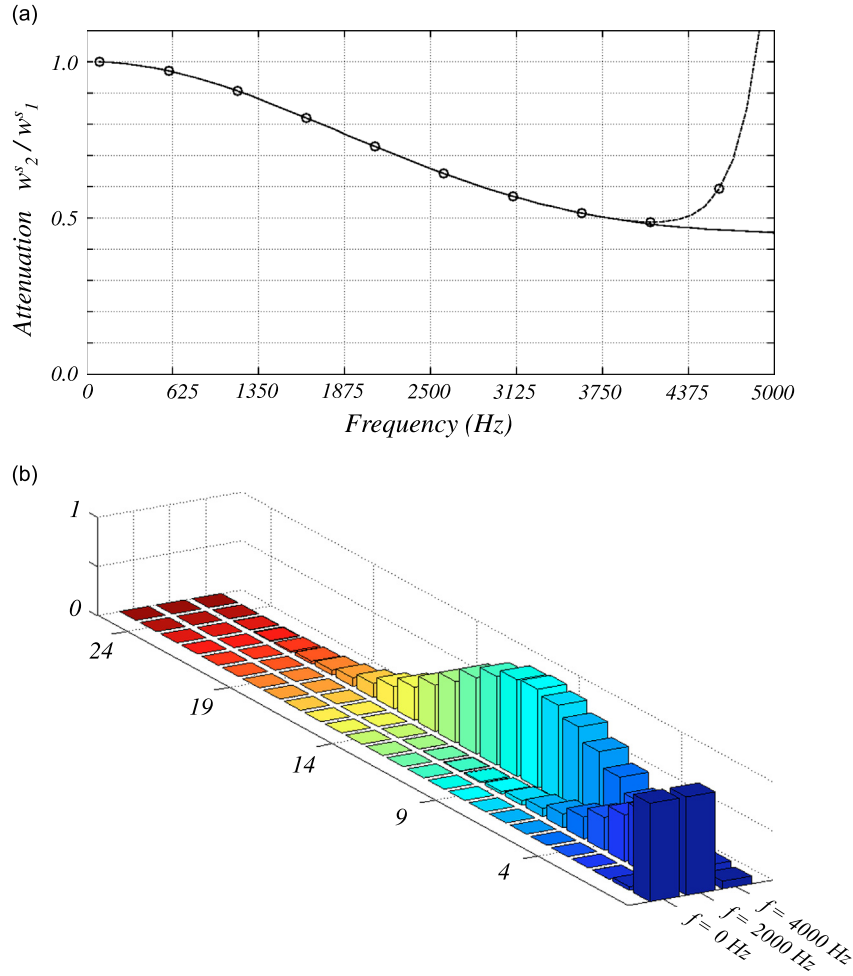 (a)
Attenuation w^s_2 / w^s_1
1.0
0.5
0.0
0 625 1350 1875 2500 3125 3750 4375 5000
Frequency (Hz)
(b)
1
0
24
19
14
9
4
f = 0 Hz
f = 2000 Hz
f = 4000 Hz